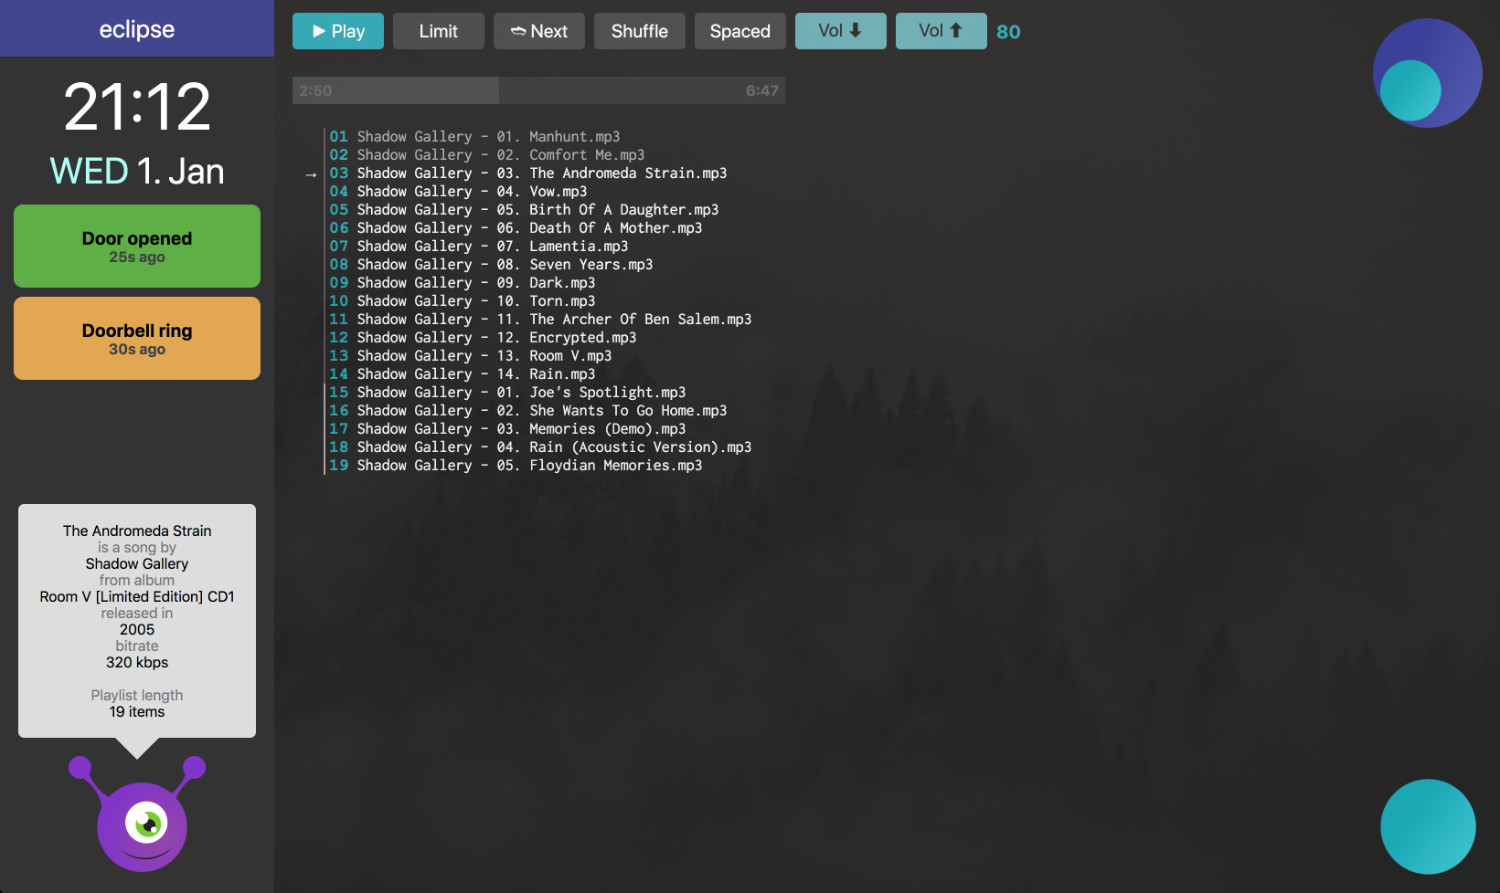 eclipse
21:12
WED 1. Jan
Door opened
25s ago
Doorbell ring
30s ago
The Andromeda Strain
is a song by
Shadow Gallery
from album
Room V [Limited Edition] CD1
released in
2005
bitrate
320 kbps
Playlist length
19 items
Play Limit Next Shuffle Spaced Vol Vol 80
2:50 6:47
01 Shadow Gallery - 01. Manhunt.mp3
02 Shadow Gallery - 02. Comfort Me.mp3
→ 03 Shadow Gallery - 03. The Andromeda Strain.mp3
04 Shadow Gallery - 04. Vow.mp3
05 Shadow Gallery - 05. Birth Of A Daughter.mp3
06 Shadow Gallery - 06. Death Of A Mother.mp3
07 Shadow Gallery - 07. Lamentia.mp3
08 Shadow Gallery - 08. Seven Years.mp3
09 Shadow Gallery - 09. Dark.mp3
10 Shadow Gallery - 10. Torn.mp3
11 Shadow Gallery - 11. The Archer Of Ben Salem.mp3
12 Shadow Gallery - 12. Encrypted.mp3
13 Shadow Gallery - 13. Room V.mp3
14 Shadow Gallery - 14. Rain.mp3
15 Shadow Gallery - 01. Joe's Spotlight.mp3
16 Shadow Gallery - 02. She Wants To Go Home.mp3
17 Shadow Gallery - 03. Memories (Demo).mp3
18 Shadow Gallery - 04. Rain (Acoustic Version).mp3
19 Shadow Gallery - 05. Floydian Memories.mp3